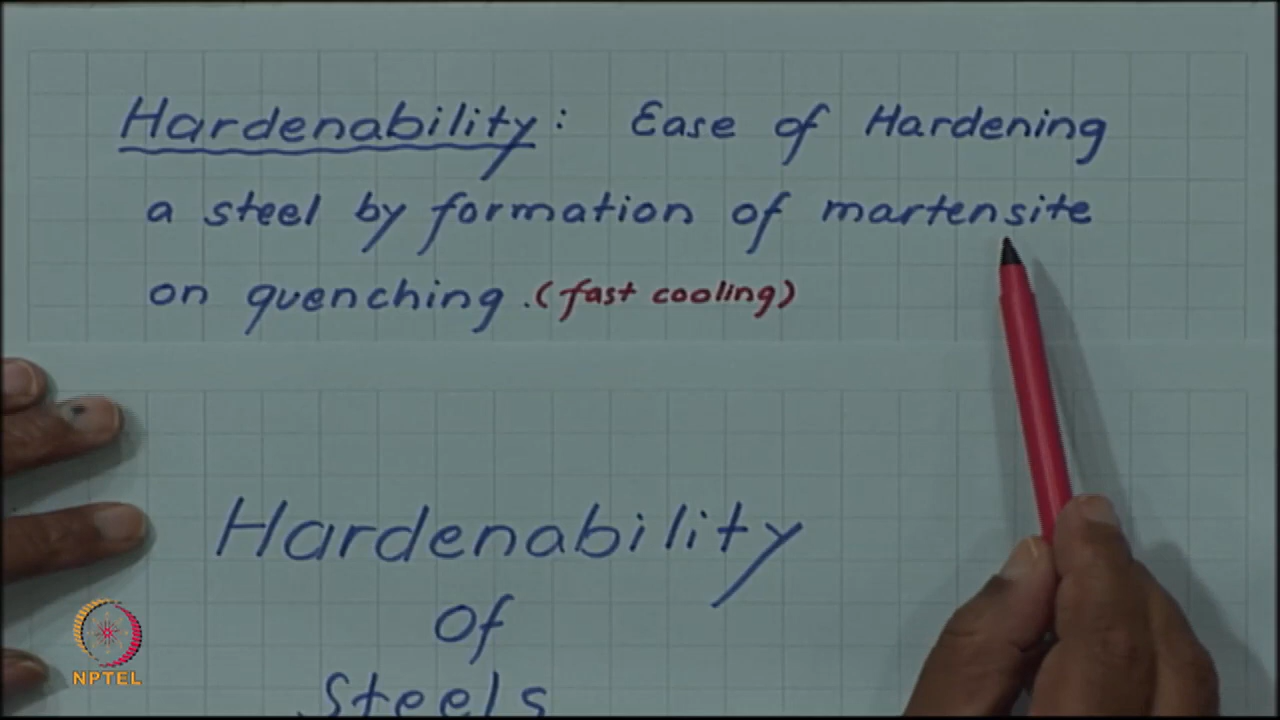 Hardenability: Ease of Hardening
a steel by formation of martensite
on quenching. (fast cooling)
Hardenability
of
Steels
NPTEL